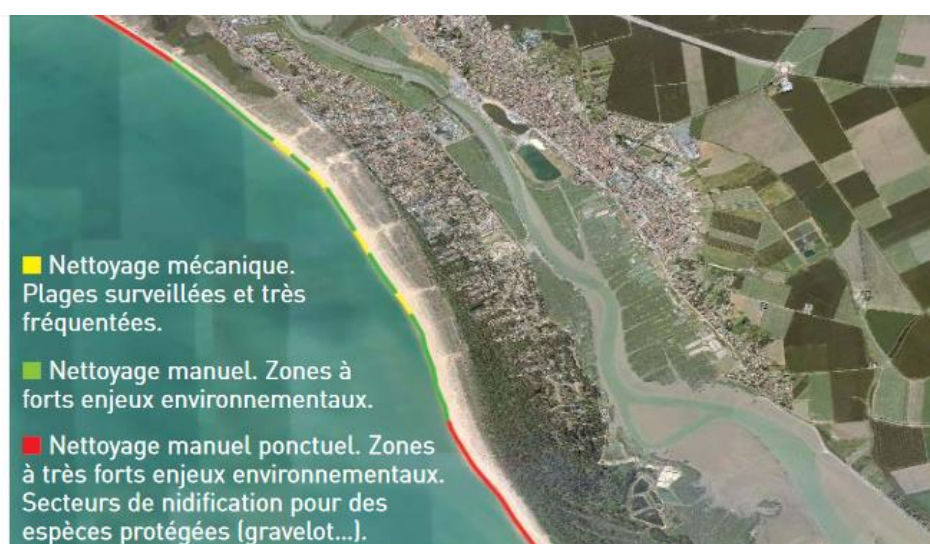 Nettoyage mécanique.
Plages surveillées et très
fréquentées.
Nettoyage manuel. Zones à
forts enjeux environnementaux.
Nettoyage manuel ponctuel. Zones
à très forts enjeux environnementaux.
Secteurs de nidification pour des
espèces protégées (gravelot...).